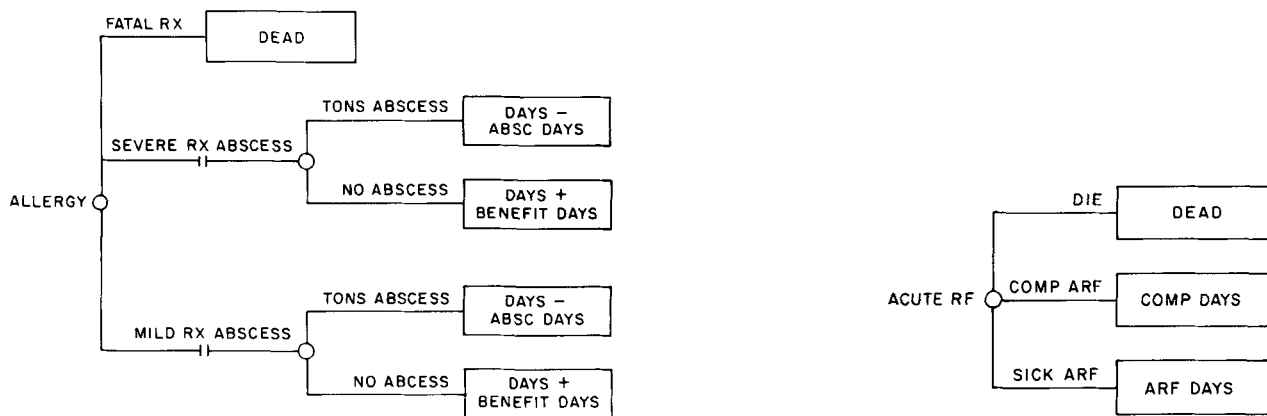 FATAL RX
DEAD
TONS ABSCESS
DAYS –
ABSC DAYS
SEVERE RX ABSCESS
NO ABSCESS
DAYS +
BENEFIT DAYS
ALLERGY
TONS ABSCESS
DAYS –
ABSC DAYS
MILD RX ABSCESS
NO ABCESS
DAYS +
BENEFIT DAYS
DIE
DEAD
COMP ARF
COMP DAYS
ACUTE RF
SICK ARF
ARF DAYS